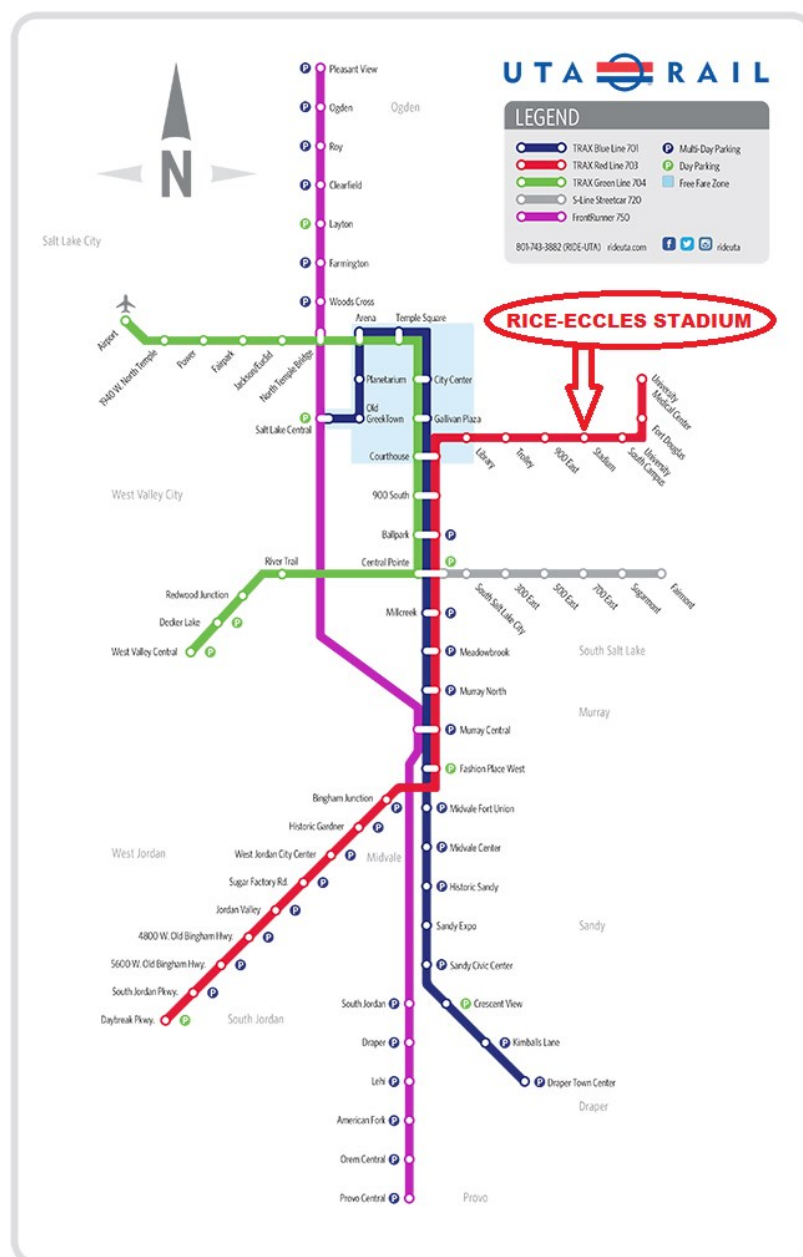 UTA RAIL
LEGEND
TRAX Blue Line 701
TRAX Red Line 703
TRAX Green Line 704
S-Line Streetcar 720
FrontRunner 750
P Multi-Day Parking
P Day Parking
Free Fare Zone
801-743-3882 (RIDE-UTA) rideuta.com
f rideuta
N
Pleasant View
Ogden
Ogden
Roy
Clearfield
Layton
Salt Lake City
Farmington
Woods Cross
RICE-ECCLES STADIUM
Airport
1940 W. North Temple
Power
Fairpark
Jackson/Euclid
North Temple Bridge
Arena
Temple Square
Planetarium
City Center
Old
GreekTown
Gallivan Plaza
Salt Lake Central
Courthouse
Library
Trolley
900 East
Stadium
University
South Campus
Fort Douglas
University
Medical Center
West Valley City
900 South
Ballpark
Central Pointe
River Trail
Redwood Junction
Decker Lake
West Valley Central
South Salt Lake City
300 East
500 East
700 East
Sugarmont
Fairmont
Millcreek
Meadowbrook
South Salt Lake
Murray North
Murray
Murray Central
Fashion Place West
Bingham Junction
Midvale Fort Union
Historic Gardner
Midvale Center
West Jordan
West Jordan City Center
Midvale
Sugar Factory Rd.
Historic Sandy
Jordan Valley
Sandy Expo
Sandy
4800 W. Old Bingham Hwy.
5600 W. Old Bingham Hwy.
Sandy Civic Center
South Jordan Pkwy.
Daybreak Pkwy.
South Jordan
South Jordan
Crescent View
Draper
Kimballs Lane
Lehi
Draper Town Center
Draper
American Fork
Orem Central
Provo Central
Provo